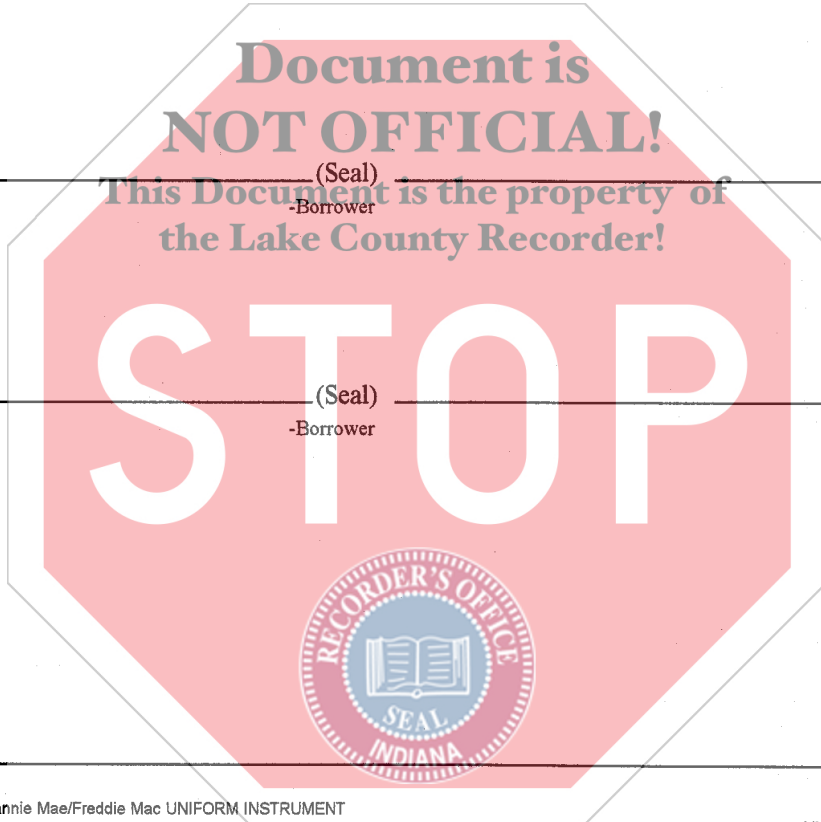 Document is
NOT OFFICIAL!
(Seal)
This Document is the property of
-Borrower
the Lake County Recorder!
STOP
(Seal)
-Borrower
RECORDER'S OFFICE
SEAL
INDIANA
nnie Mae/Freddie Mac UNIFORM INSTRUMENT